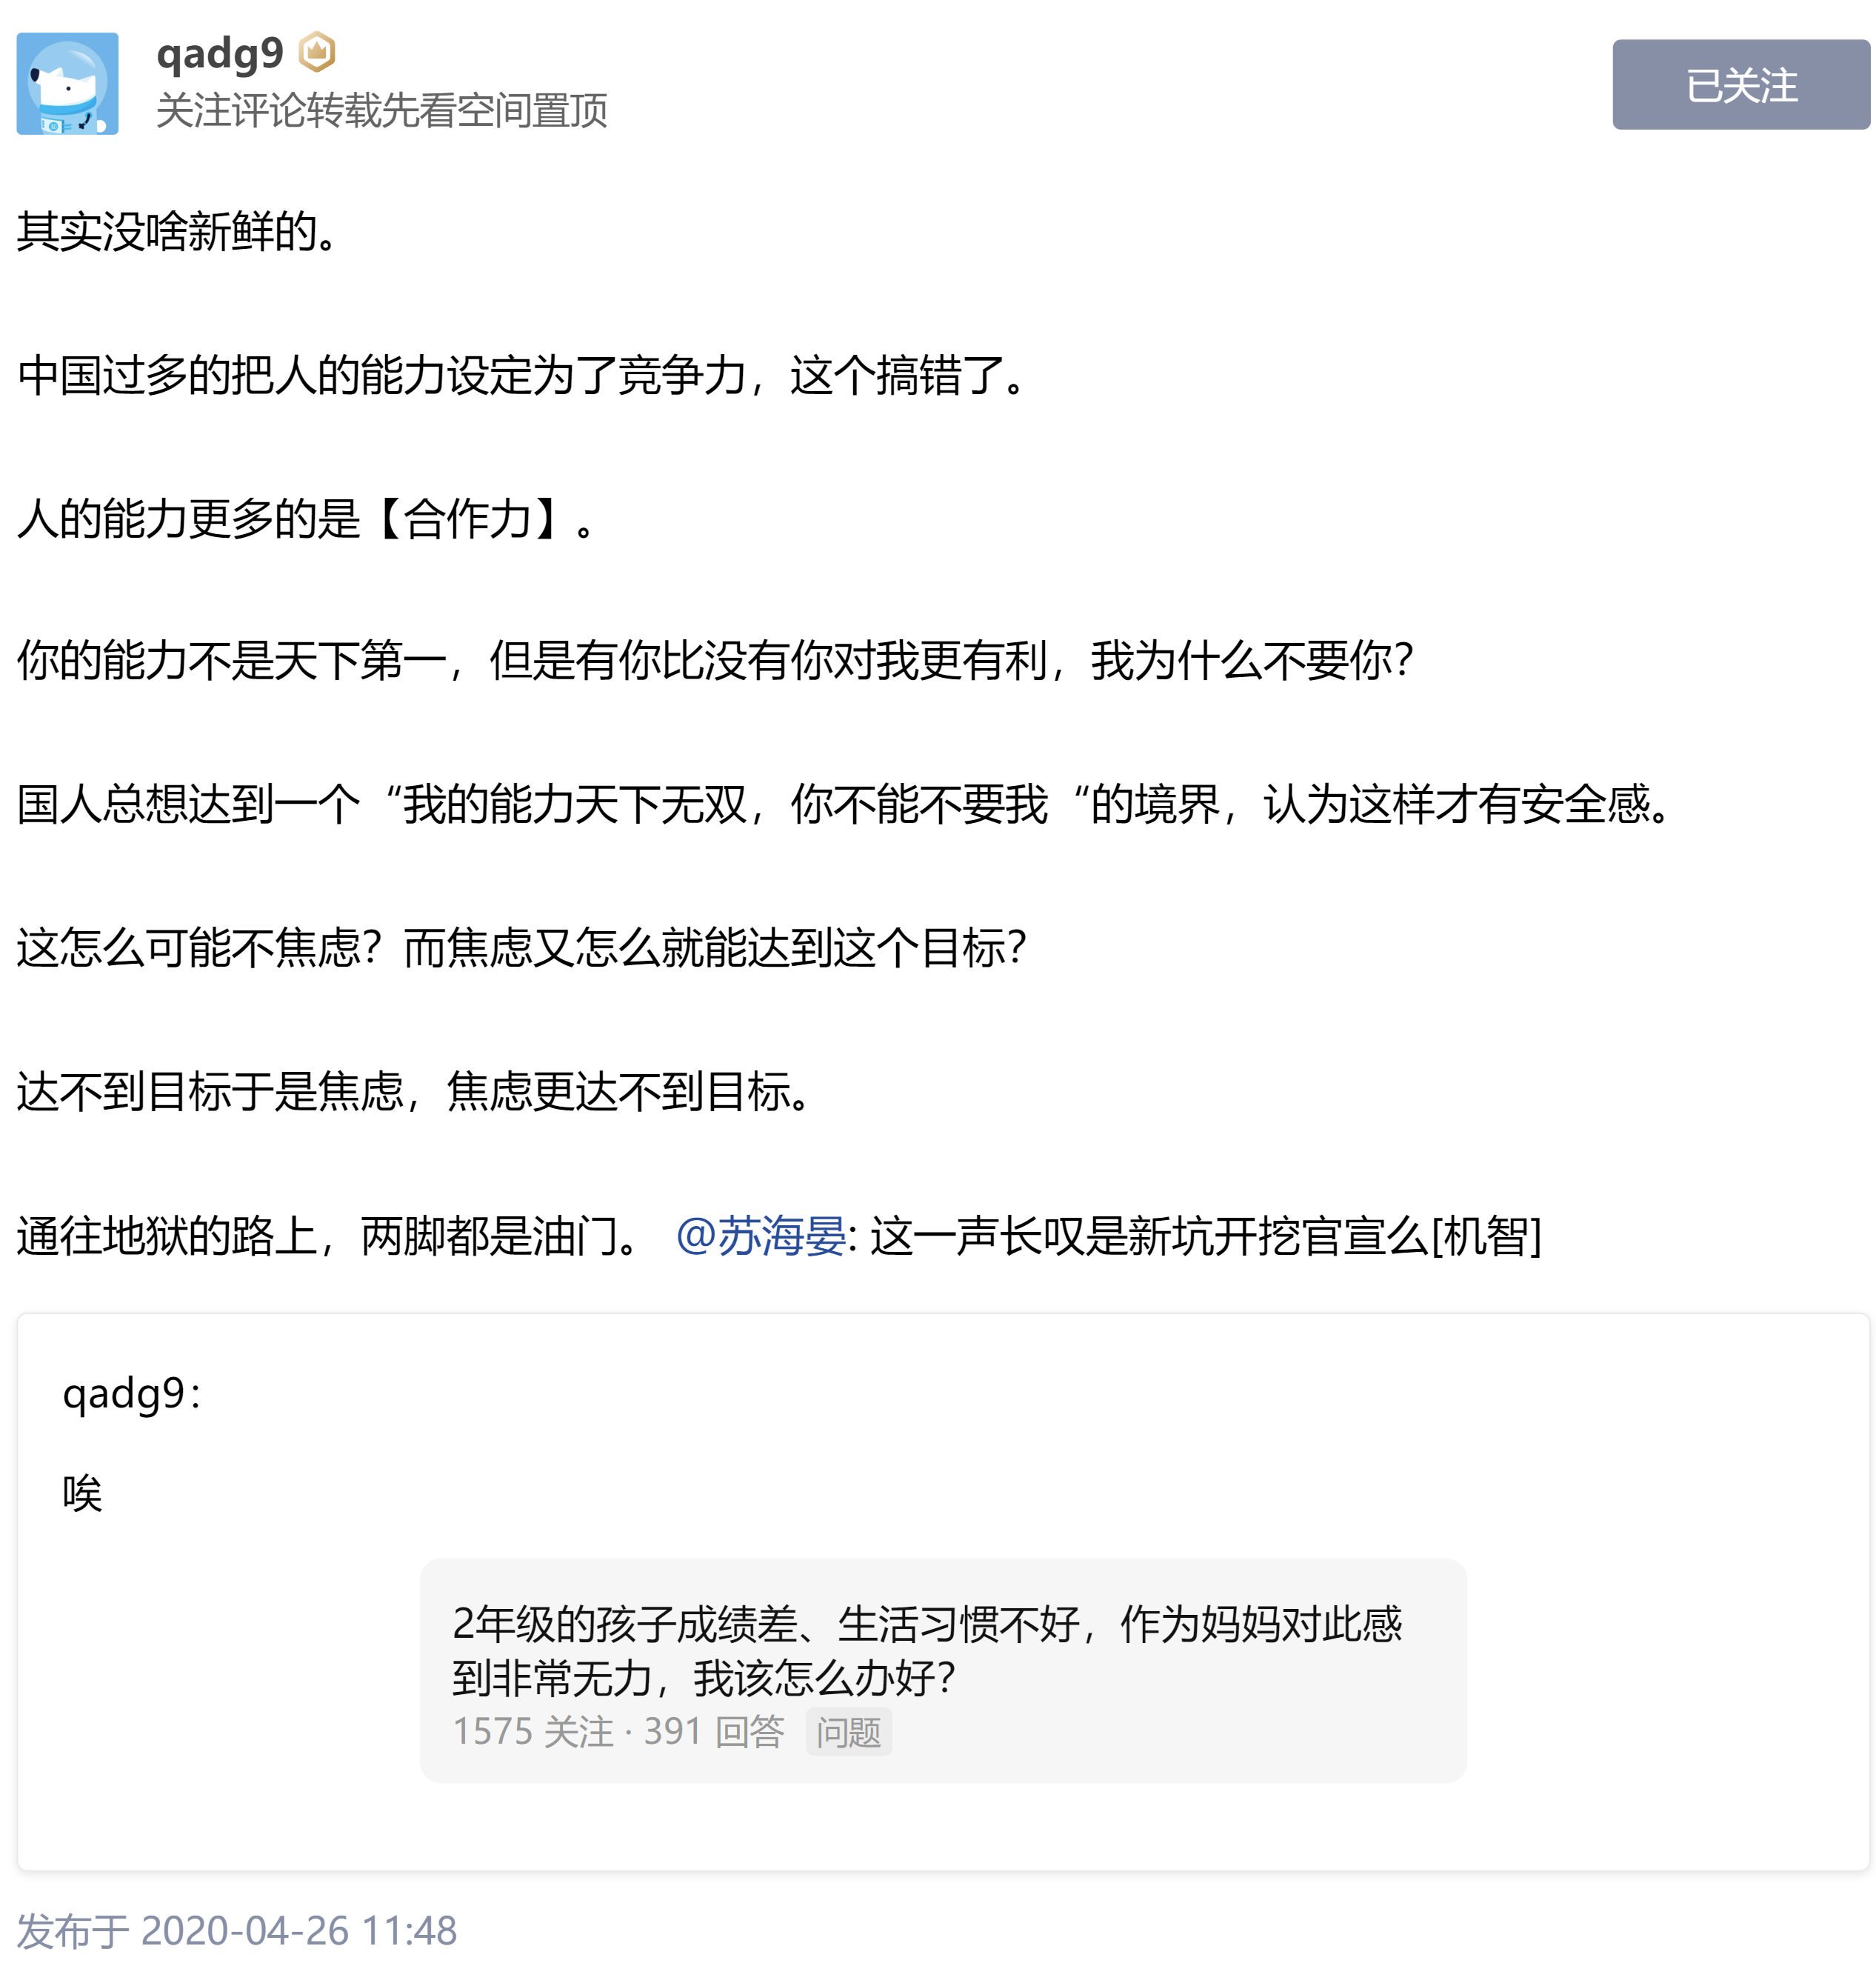 qadg9
关注评论转载先看空间置顶
已关注
其实没啥新鲜的。
中国过多的把人的能力设定为了竞争力，这个搞错了。
人的能力更多的是【合作力】。
你的能力不是天下第一，但是有你比没有你对我更有利，我为什么不要你？
国人总想达到一个“我的能力天下无双，你不能不要我“的境界，认为这样才有安全感。
这怎么可能不焦虑？而焦虑又怎么就能达到这个目标？
达不到目标于是焦虑，焦虑更达不到目标。
通往地狱的路上，两脚都是油门。 @苏海晏: 这一声长叹是新坑开挖官宣么[机智]
qadg9：
唉
2年级的孩子成绩差、生活习惯不好，作为妈妈对此感
到非常无力，我该怎么办好？
1575 关注 · 391 回答 问题
发布于 2020-04-26 11:48